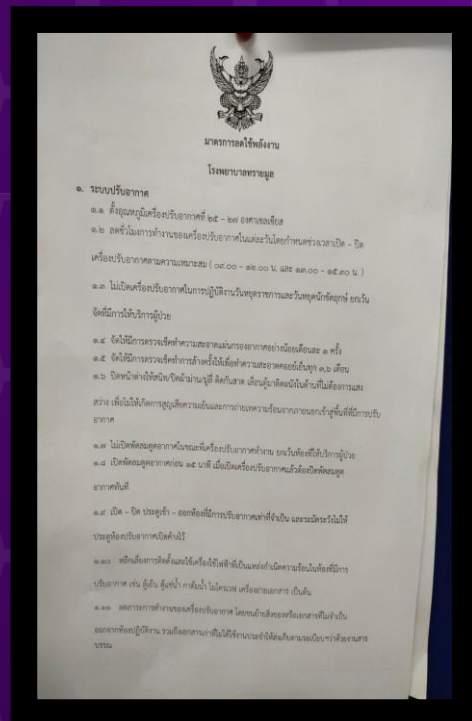 มาตรการลดใช้พลังงาน
โรงพยาบาลทรายมูล
๑. ระบบปรับอากาศ
๑.๑ ตั้งอุณหภูมิเครื่องปรับอากาศที่ ๒๕ – ๒๗ องศาเซลเซียส
๑.๒ ลดชั่วโมงการทำงานของเครื่องปรับอากาศในแต่ละวันโดยกำหนดช่วงเวลาเปิด – ปิด
เครื่องปรับอากาศตามความเหมาะสม ( ๐๙.๐๐ – ๑๒.๐๐ น. และ ๑๓.๐๐ – ๑๕.๓๐ น. )
๑.๓ ไม่เปิดเครื่องปรับอากาศในการปฏิบัติงานวันหยุดราชการและวันหยุดนักขัตฤกษ์ ยกเว้น
จัดที่มีการให้บริการผู้ป่วย
๑.๔ จัดให้มีการตรวจเช็คทำความสะอาดแผ่นกรองอากาศอย่างน้อยเดือนละ ๑ ครั้ง
๑.๕ จัดให้มีการตรวจเช็คทำการล้างครั้งใหญ่เพื่อทำความสะอาดคอยย์เย็นทุก ๓,๖ เดือน
๑.๖ ปิดหน้าต่างให้สนิท/ปิดผ้าม่าน/มู่ลี่ ติดกันสาด เลื่อนตู้มาติดผนังในด้านที่ไม่ต้องการแสง
สว่าง เพื่อไม่ให้เกิดการสูญเสียความเย็นและการถ่ายเทความร้อนจากภายนอกเข้าสู่พื้นที่ที่มีการปรับ
อากาศ
๑.๗ ไม่เปิดพัดลมดูดอากาศในขณะที่เครื่องปรับอากาศทำงาน ยกเว้นห้องที่ให้บริการผู้ป่วย
๑.๘ เปิดพัดลมดูดอากาศก่อน ๑๕ นาที เมื่อเปิดเครื่องปรับอากาศแล้วต้องปิดพัดลมดูด
อากาศทันที
๑.๙ เปิด – ปิด ประตูเข้า – ออกห้องที่มีการปรับอากาศเท่าที่จำเป็น และระมัดระวังไม่ให้
ประตูห้องปรับอากาศเปิดค้างไว้
๑.๑๐ หลีกเลี่ยงการติดตั้งและใช้เครื่องใช้ไฟฟ้าที่เป็นแหล่งกำเนิดความร้อนในห้องที่มีการ
ปรับอากาศ เช่น ตู้เย็น ตู้แช่น้ำ กาต้มน้ำ ไมโครเวฟ เครื่องถ่ายเอกสาร เป็นต้น
๑.๑๑ ลดภาระการทำงานของเครื่องปรับอากาศ โดยขนย้ายสิ่งของหรือเอกสารที่ไม่จำเป็น
ออกจากห้องปฏิบัติงาน รวมถึงเอกสารเก่าที่ไม่ได้ใช้งานประจำให้ส่งเก็บตามระเบียบฯว่าด้วยงานสาร
บรรณ